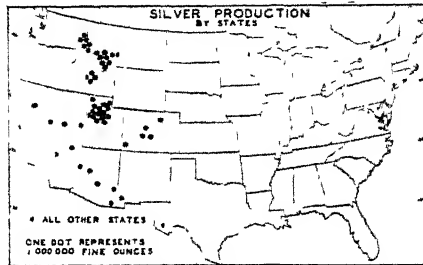 SILVER PRODUCTION
BY STATES
ALL OTHER STATES
ONE DOT REPRESENTS
1,000,000 FINE OUNCES